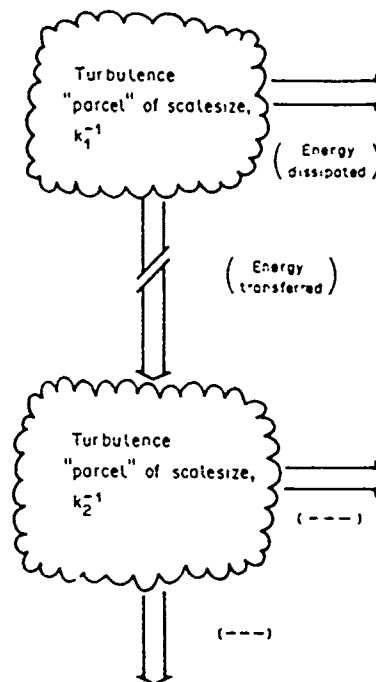 Turbulence
"parcel" of scalesize,
k₁⁻¹
(Energy
dissipated)
(Energy
transferred)
Turbulence
"parcel" of scalesize,
k₂⁻¹
(---)
(---)